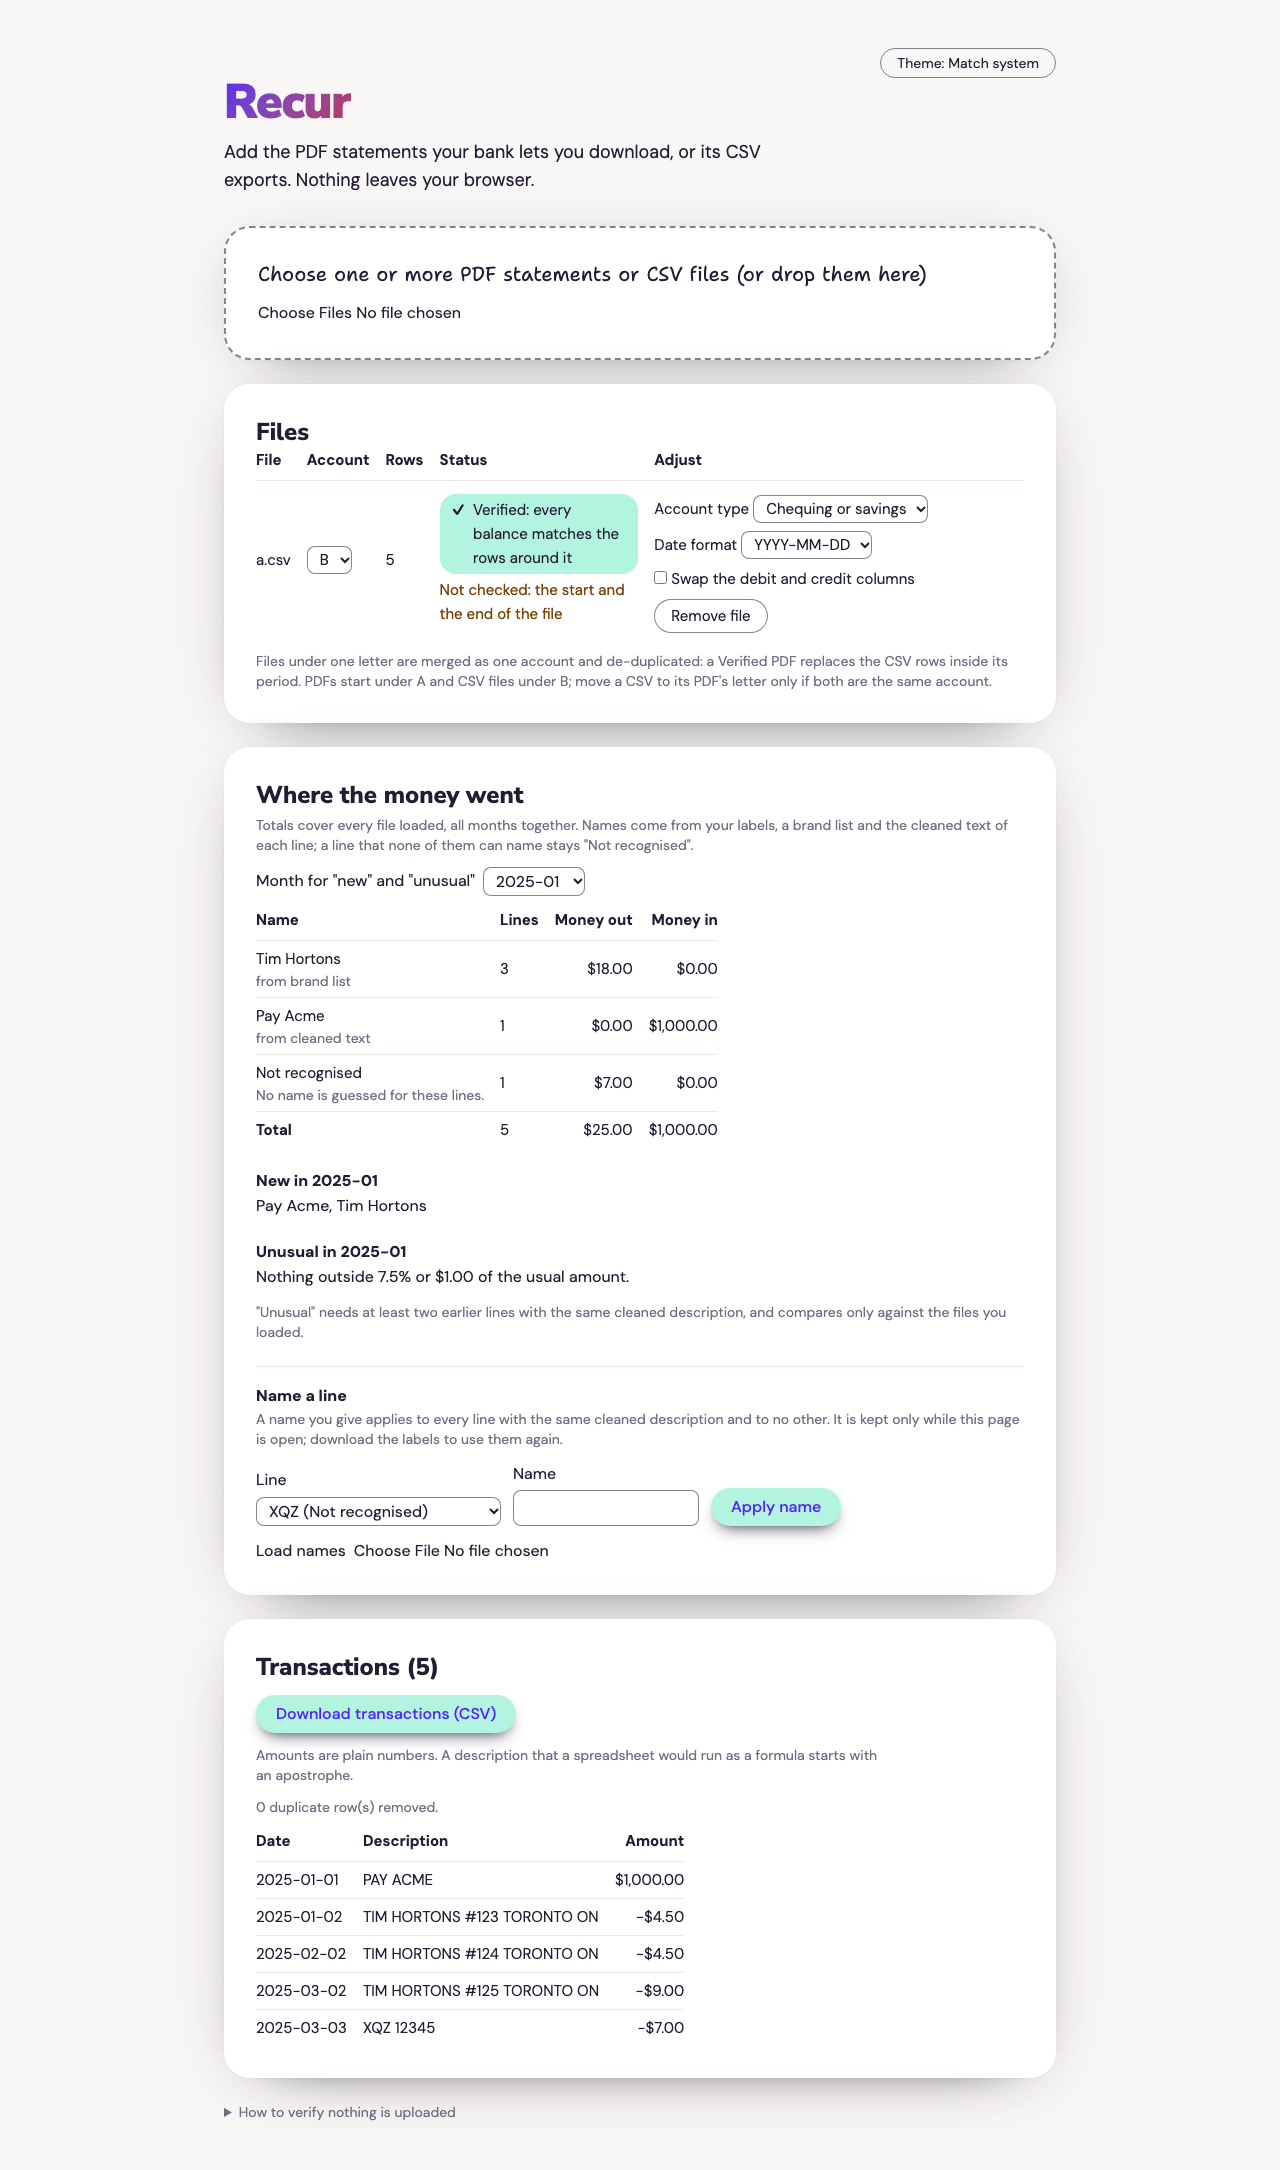 Theme: Match system
Recur
Add the PDF statements your bank lets you download, or its CSV
exports. Nothing leaves your browser.
Choose one or more PDF statements or CSV files (or drop them here)
Choose Files No file chosen
Files
File Account Rows Status Adjust
a.csv B 5
✓ Verified: every
balance matches the
rows around it
Not checked: the start and
the end of the file
Account type Chequing or savings
Date format YYYY-MM-DD
Swap the debit and credit columns
Remove file
Files under one letter are merged as one account and de-duplicated: a Verified PDF replaces the CSV rows inside its
period. PDFs start under A and CSV files under B; move a CSV to its PDF's letter only if both are the same account.
Where the money went
Totals cover every file loaded, all months together. Names come from your labels, a brand list and the cleaned text of
each line; a line that none of them can name stays "Not recognised".
Month for "new" and "unusual" 2025-01
Name Lines Money out Money in
Tim Hortons
from brand list
3 $18.00 $0.00
Pay Acme
from cleaned text
1 $0.00 $1,000.00
Not recognised
No name is guessed for these lines.
1 $7.00 $0.00
Total 5 $25.00 $1,000.00
New in 2025-01
Pay Acme, Tim Hortons
Unusual in 2025-01
Nothing outside 7.5% or $1.00 of the usual amount.
"Unusual" needs at least two earlier lines with the same cleaned description, and compares only against the files you
loaded.
Name a line
A name you give applies to every line with the same cleaned description and to no other. It is kept only while this page
is open; download the labels to use them again.
Line
XQZ (Not recognised)
Name
Apply name
Load names Choose File No file chosen
Transactions (5)
Download transactions (CSV)
Amounts are plain numbers. A description that a spreadsheet would run as a formula starts with
an apostrophe.
0 duplicate row(s) removed.
Date Description Amount
2025-01-01 PAY ACME $1,000.00
2025-01-02 TIM HORTONS #123 TORONTO ON -$4.50
2025-02-02 TIM HORTONS #124 TORONTO ON -$4.50
2025-03-02 TIM HORTONS #125 TORONTO ON -$9.00
2025-03-03 XQZ 12345 -$7.00
How to verify nothing is uploaded